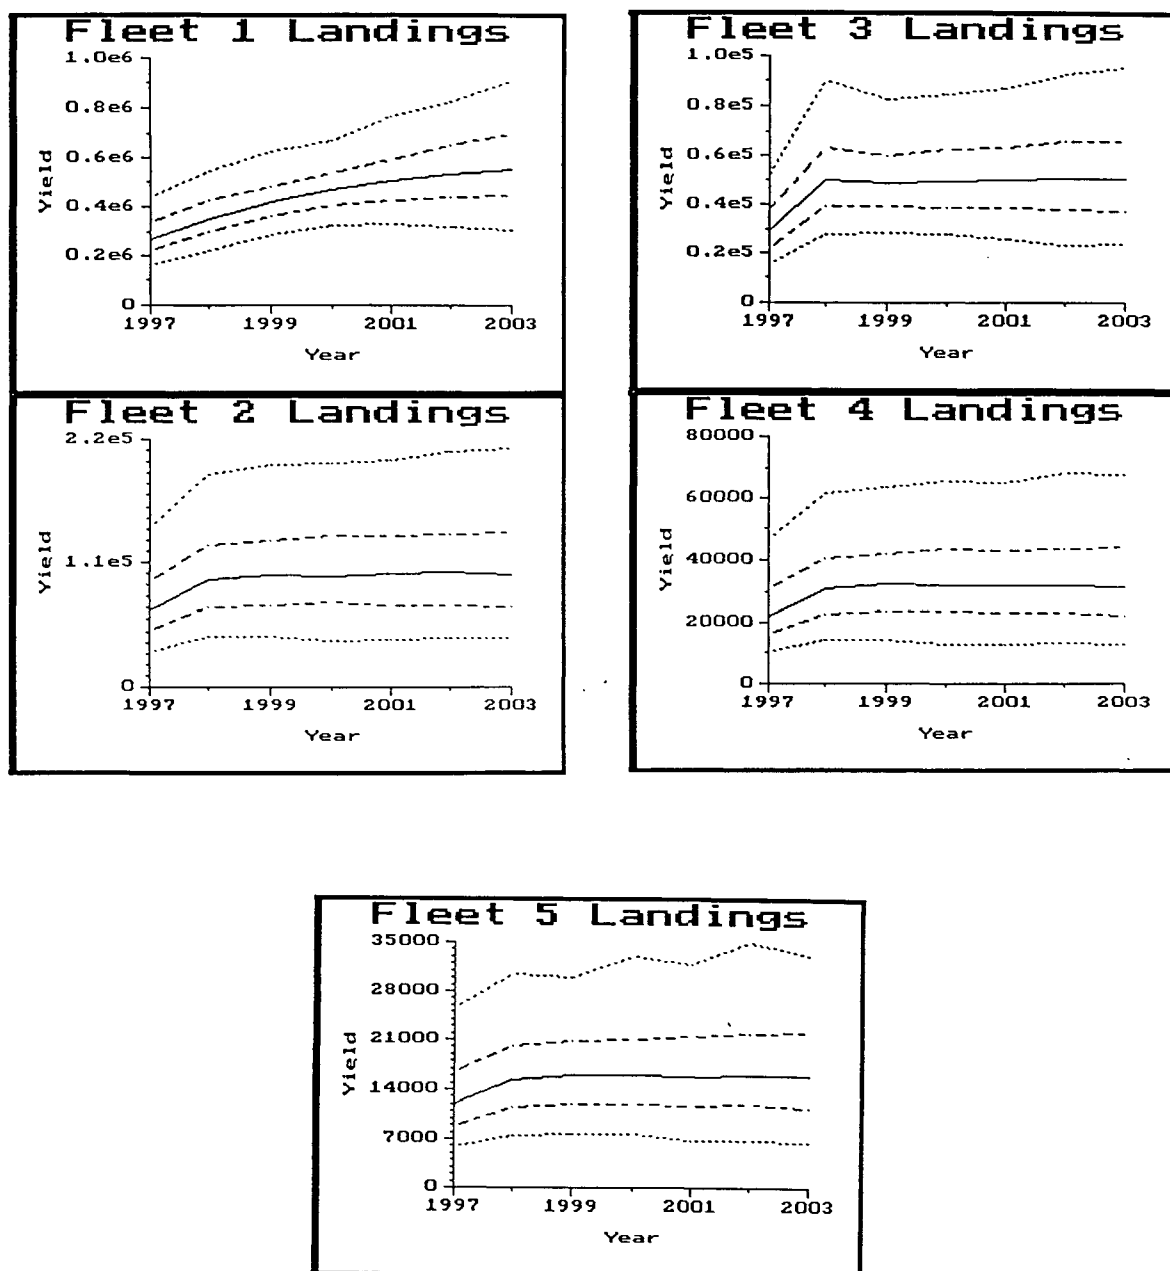 Fleet 1 Landings
1.0e6
0.8e6
0.6e6
0.4e6
0.2e6
0
Yield
1997 1999 2001 2003
Year
Fleet 3 Landings
1.0e5
0.8e5
0.6e5
0.4e5
0.2e5
0
Yield
1997 1999 2001 2003
Year
Fleet 2 Landings
2.2e5
1.1e5
0
Yield
1997 1999 2001 2003
Year
Fleet 4 Landings
80000
60000
40000
20000
0
Yield
1997 1999 2001 2003
Year
Fleet 5 Landings
35000
28000
21000
14000
7000
0
Yield
1997 1999 2001 2003
Year